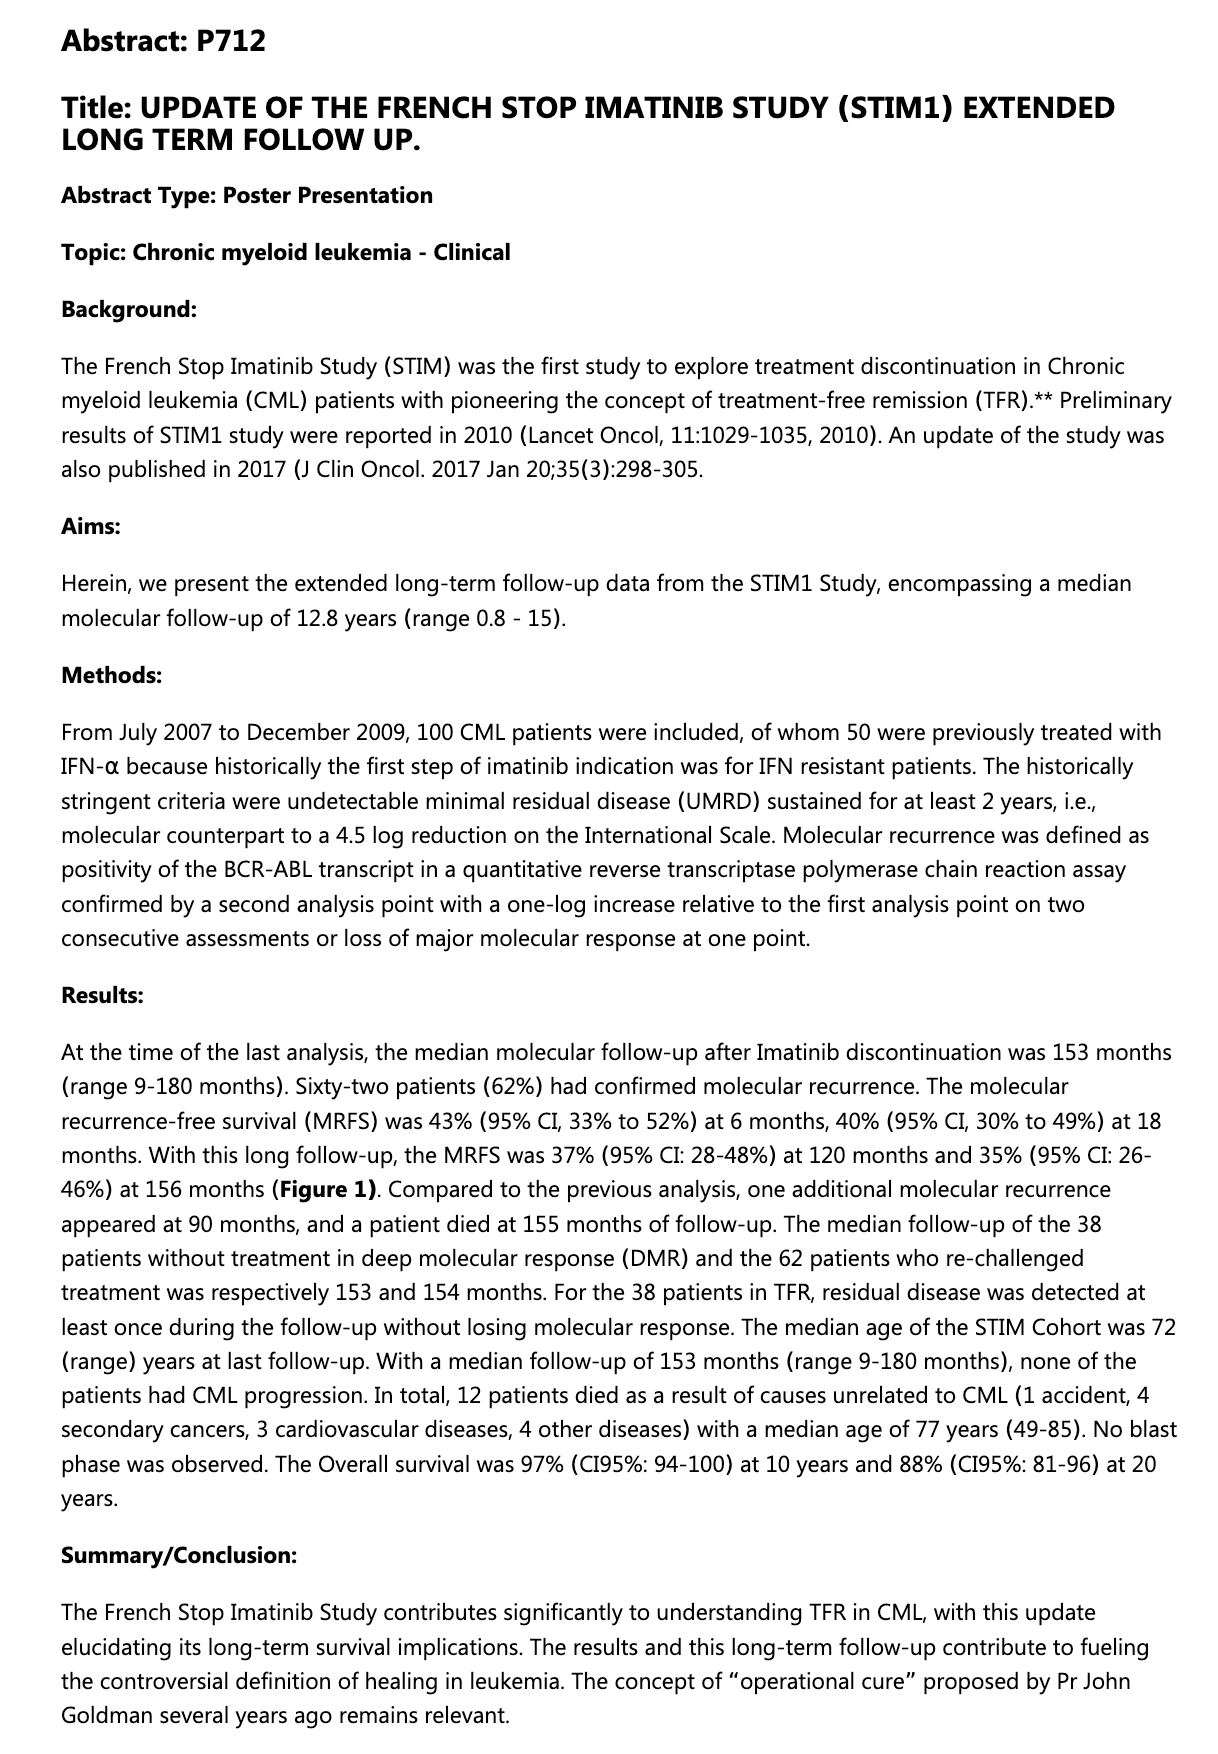 Abstract: P712
Title: UPDATE OF THE FRENCH STOP IMATINIB STUDY (STIM1) EXTENDED
LONG TERM FOLLOW UP.
Abstract Type: Poster Presentation
Topic: Chronic myeloid leukemia - Clinical
Background:
The French Stop Imatinib Study (STIM) was the first study to explore treatment discontinuation in Chronic
myeloid leukemia (CML) patients with pioneering the concept of treatment-free remission (TFR).** Preliminary
results of STIM1 study were reported in 2010 (Lancet Oncol, 11:1029-1035, 2010). An update of the study was
also published in 2017 (J Clin Oncol. 2017 Jan 20;35(3):298-305.
Aims:
Herein, we present the extended long-term follow-up data from the STIM1 Study, encompassing a median
molecular follow-up of 12.8 years (range 0.8 - 15).
Methods:
From July 2007 to December 2009, 100 CML patients were included, of whom 50 were previously treated with
IFN-α because historically the first step of imatinib indication was for IFN resistant patients. The historically
stringent criteria were undetectable minimal residual disease (UMRD) sustained for at least 2 years, i.e.,
molecular counterpart to a 4.5 log reduction on the International Scale. Molecular recurrence was defined as
positivity of the BCR-ABL transcript in a quantitative reverse transcriptase polymerase chain reaction assay
confirmed by a second analysis point with a one-log increase relative to the first analysis point on two
consecutive assessments or loss of major molecular response at one point.
Results:
At the time of the last analysis, the median molecular follow-up after Imatinib discontinuation was 153 months
(range 9-180 months). Sixty-two patients (62%) had confirmed molecular recurrence. The molecular
recurrence-free survival (MRFS) was 43% (95% CI, 33% to 52%) at 6 months, 40% (95% CI, 30% to 49%) at 18
months. With this long follow-up, the MRFS was 37% (95% CI: 28-48%) at 120 months and 35% (95% CI: 26-
46%) at 156 months (Figure 1). Compared to the previous analysis, one additional molecular recurrence
appeared at 90 months, and a patient died at 155 months of follow-up. The median follow-up of the 38
patients without treatment in deep molecular response (DMR) and the 62 patients who re-challenged
treatment was respectively 153 and 154 months. For the 38 patients in TFR, residual disease was detected at
least once during the follow-up without losing molecular response. The median age of the STIM Cohort was 72
(range) years at last follow-up. With a median follow-up of 153 months (range 9-180 months), none of the
patients had CML progression. In total, 12 patients died as a result of causes unrelated to CML (1 accident, 4
secondary cancers, 3 cardiovascular diseases, 4 other diseases) with a median age of 77 years (49-85). No blast
phase was observed. The Overall survival was 97% (CI95%: 94-100) at 10 years and 88% (CI95%: 81-96) at 20
years.
Summary/Conclusion:
The French Stop Imatinib Study contributes significantly to understanding TFR in CML, with this update
elucidating its long-term survival implications. The results and this long-term follow-up contribute to fueling
the controversial definition of healing in leukemia. The concept of “operational cure” proposed by Pr John
Goldman several years ago remains relevant.